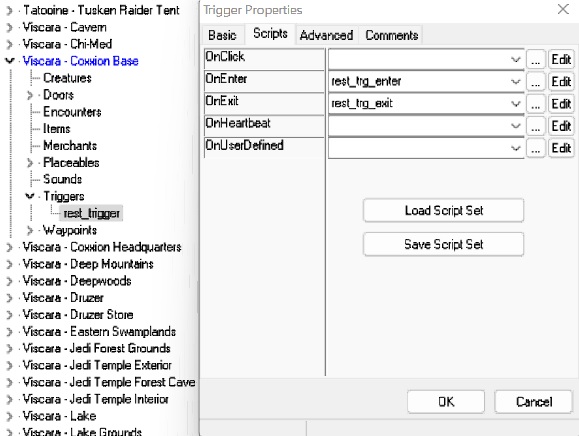 Tatooine - Tusken Raider Tent
Viscara - Cavern
Viscara - Chi-Med
Viscara - Coxxion Base
Creatures
Doors
Encounters
Items
Merchants
Placeables
Sounds
Triggers
rest_trigger
Waypoints
Viscara - Coxxion Headquarters
Viscara - Deep Mountains
Viscara - Deepwoods
Viscara - Druzer
Viscara - Druzer Store
Viscara - Eastern Swamplands
Viscara - Jedi Forest Grounds
Viscara - Jedi Temple Exterior
Viscara - Jedi Temple Forest Cave
Viscara - Jedi Temple Interior
Viscara - Lake
Viscara - Lake Grounds
Trigger Properties
Basic Scripts Advanced Comments
OnClick ... Edit
OnEnter rest_trg_enter ... Edit
OnExit rest_trg_exit ... Edit
OnHeartbeat ... Edit
OnUserDefined ... Edit
Load Script Set
Save Script Set
OK Cancel